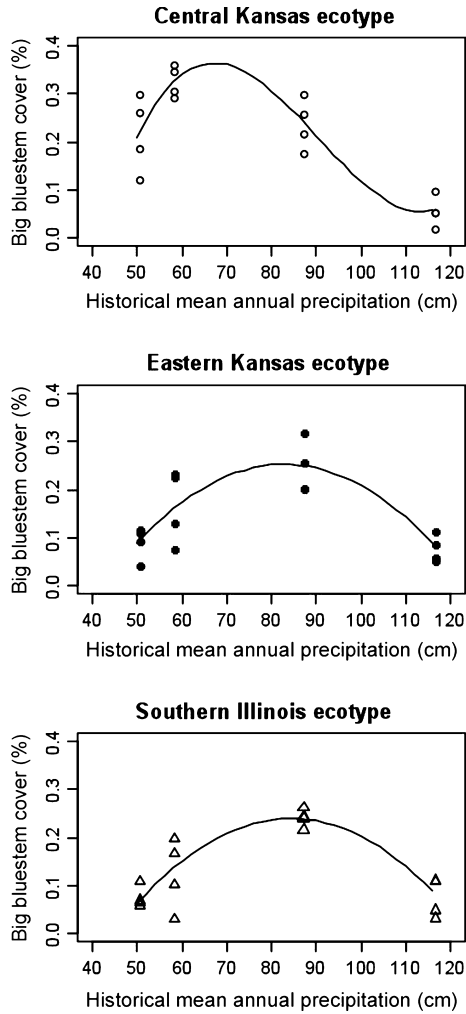 Central Kansas ecotype
Big bluestem cover (%)
0.4
0.3
0.2
0.1
0.0
40 50 60 70 80 90 100 110 120
Historical mean annual precipitation (cm)
Eastern Kansas ecotype
Big bluestem cover (%)
0.4
0.3
0.2
0.1
0.0
40 50 60 70 80 90 100 110 120
Historical mean annual precipitation (cm)
Southern Illinois ecotype
Big bluestem cover (%)
0.4
0.3
0.2
0.1
0.0
40 50 60 70 80 90 100 110 120
Historical mean annual precipitation (cm)